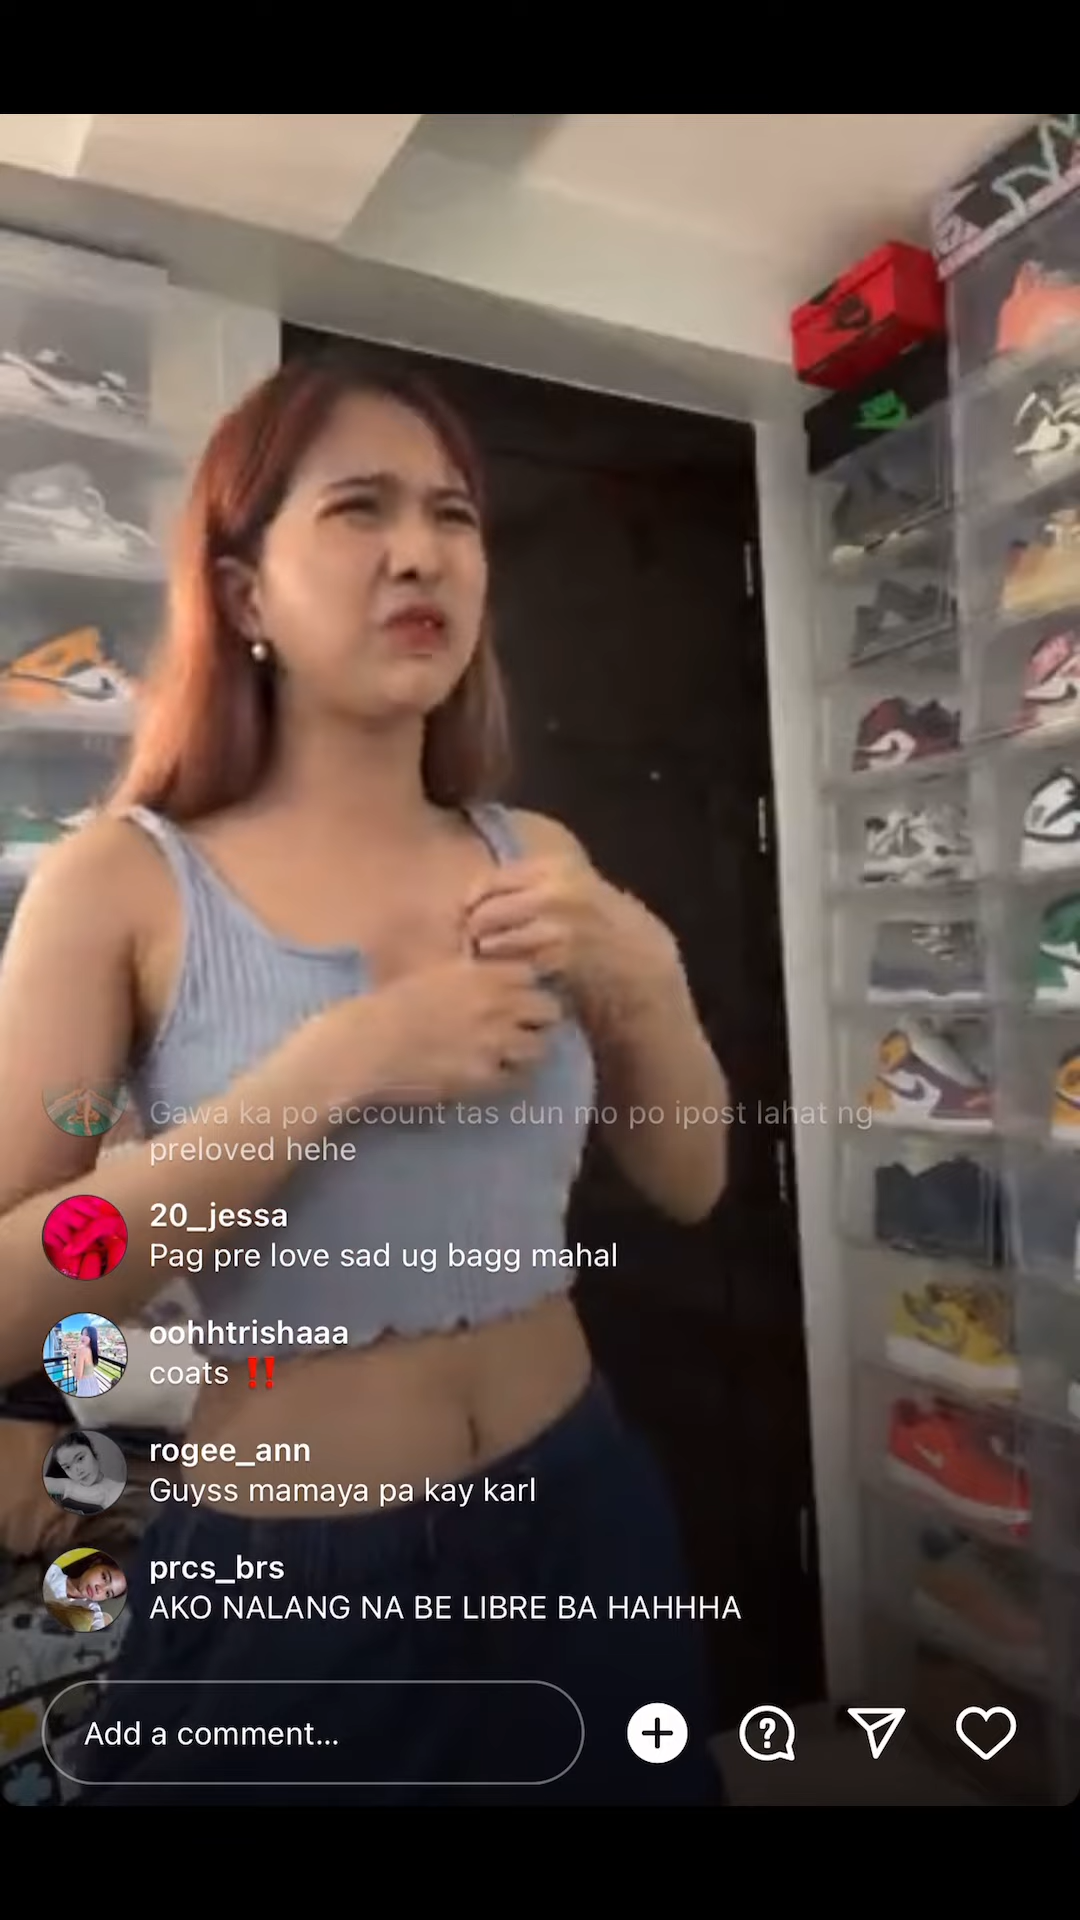 Gawa ka po account tas dun mo po ipost lahat ng
preloved hehe
20_jessa
Pag pre love sad ug bagg mahal
oohhtrishaaa
coats ‼️
rogee_ann
Guyss mamaya pa kay karl
prcs_brs
AKO NALANG NA BE LIBRE BA HAHHHA
Add a comment...